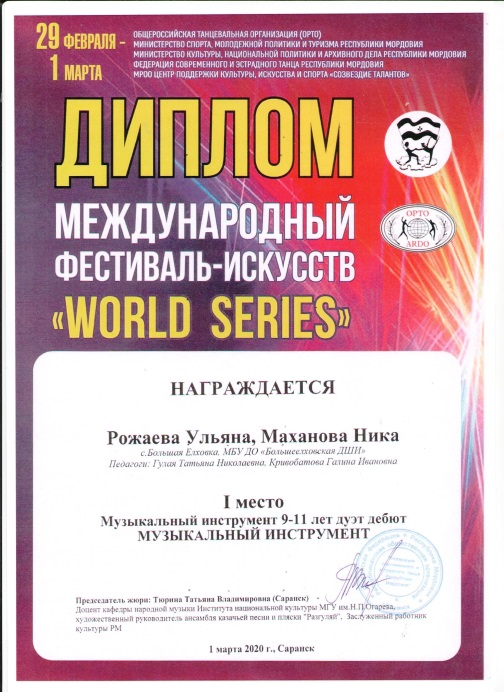 29 ФЕВРАЛЯ -
1 МАРТА
ОБЩЕРОССИЙСКАЯ ТАНЦЕВАЛЬНАЯ ОРГАНИЗАЦИЯ (ОРТО)
МИНИСТЕРСТВО СПОРТА, МОЛОДЕЖНОЙ ПОЛИТИКИ И ТУРИЗМА РЕСПУБЛИКИ МОРДОВИЯ
МИНИСТЕРСТВО КУЛЬТУРЫ, НАЦИОНАЛЬНОЙ ПОЛИТИКИ И АРХИВНОГО ДЕЛА РЕСПУБЛИКИ МОРДОВИЯ
ФЕДЕРАЦИЯ СОВРЕМЕННОГО И ЭСТРАДНОГО ТАНЦА РЕСПУБЛИКИ МОРДОВИЯ
МРОО ЦЕНТР ПОДДЕРЖКИ КУЛЬТУРЫ, ИСКУССТВА И СПОРТА «СОЗВЕЗДИЕ ТАЛАНТОВ»
ДИПЛОМ
МЕЖДУНАРОДНЫЙ
ФЕСТИВАЛЬ-ИСКУССТВ
«WORLD SERIES»
ОРТО
ARDO
НАГРАЖДАЕТСЯ
Рожаева Ульяна, Маханова Ника
с.Большая Елховка, МБУ ДО «Большеелховская ДШИ»
Педагоги: Гулая Татьяна Николаевна, Кривобатова Галина Ивановна
I место
Музыкальный инструмент 9-11 лет дуэт дебют
МУЗЫКАЛЬНЫЙ ИНСТРУМЕНТ
Председатель жюри: Тюрина Татьяна Владимировна (Саранск)
Доцент кафедры народной музыки Института национальной культуры МГУ им.Н.П.Огарева,
художественный руководитель ансамбля казачьей песни и пляски "Разгуляй". Заслуженный работник
культуры РМ
1 марта 2020 г., Саранск